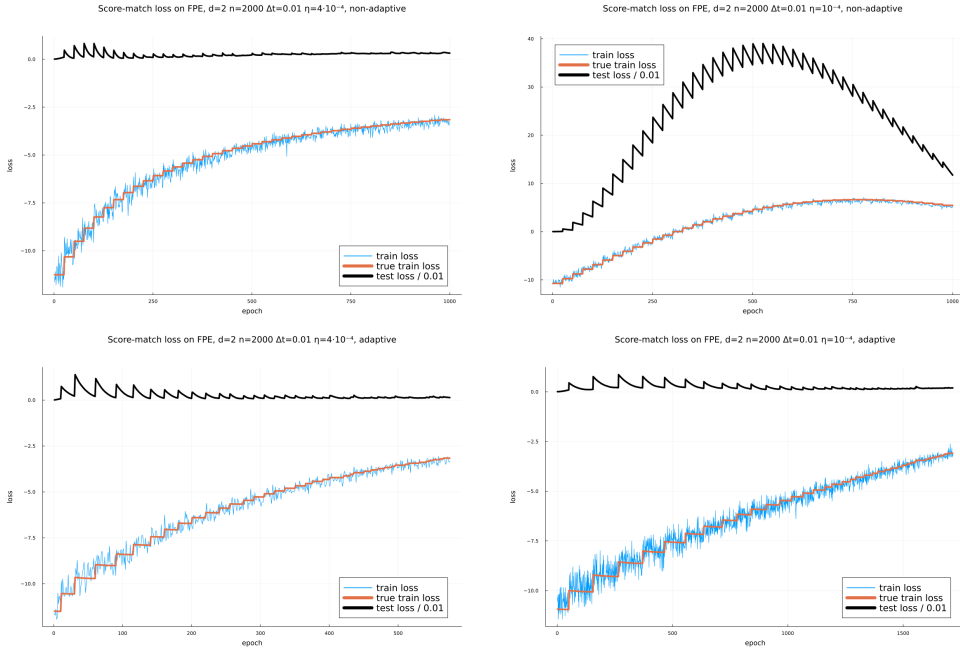 Score-match loss on FPE, d=2 n=2000 Δt=0.01 η=4·10⁻⁴, non-adaptive
0.0
−2.5
−5.0
−7.5
−10.0
loss
train loss
true train loss
test loss / 0.01
0
250
500
750
1000
epoch
Score-match loss on FPE, d=2 n=2000 Δt=0.01 η=10⁻⁴, non-adaptive
train loss
true train loss
test loss / 0.01
40
30
20
10
0
−10
loss
0
250
500
750
1000
epoch
Score-match loss on FPE, d=2 n=2000 Δt=0.01 η=4·10⁻⁴, adaptive
0.0
−2.5
−5.0
−7.5
−10.0
loss
train loss
true train loss
test loss / 0.01
0
100
200
300
400
500
epoch
Score-match loss on FPE, d=2 n=2000 Δt=0.01 η=10⁻⁴, adaptive
0.0
−2.5
−5.0
−7.5
−10.0
loss
train loss
true train loss
test loss / 0.01
0
500
1000
1500
epoch